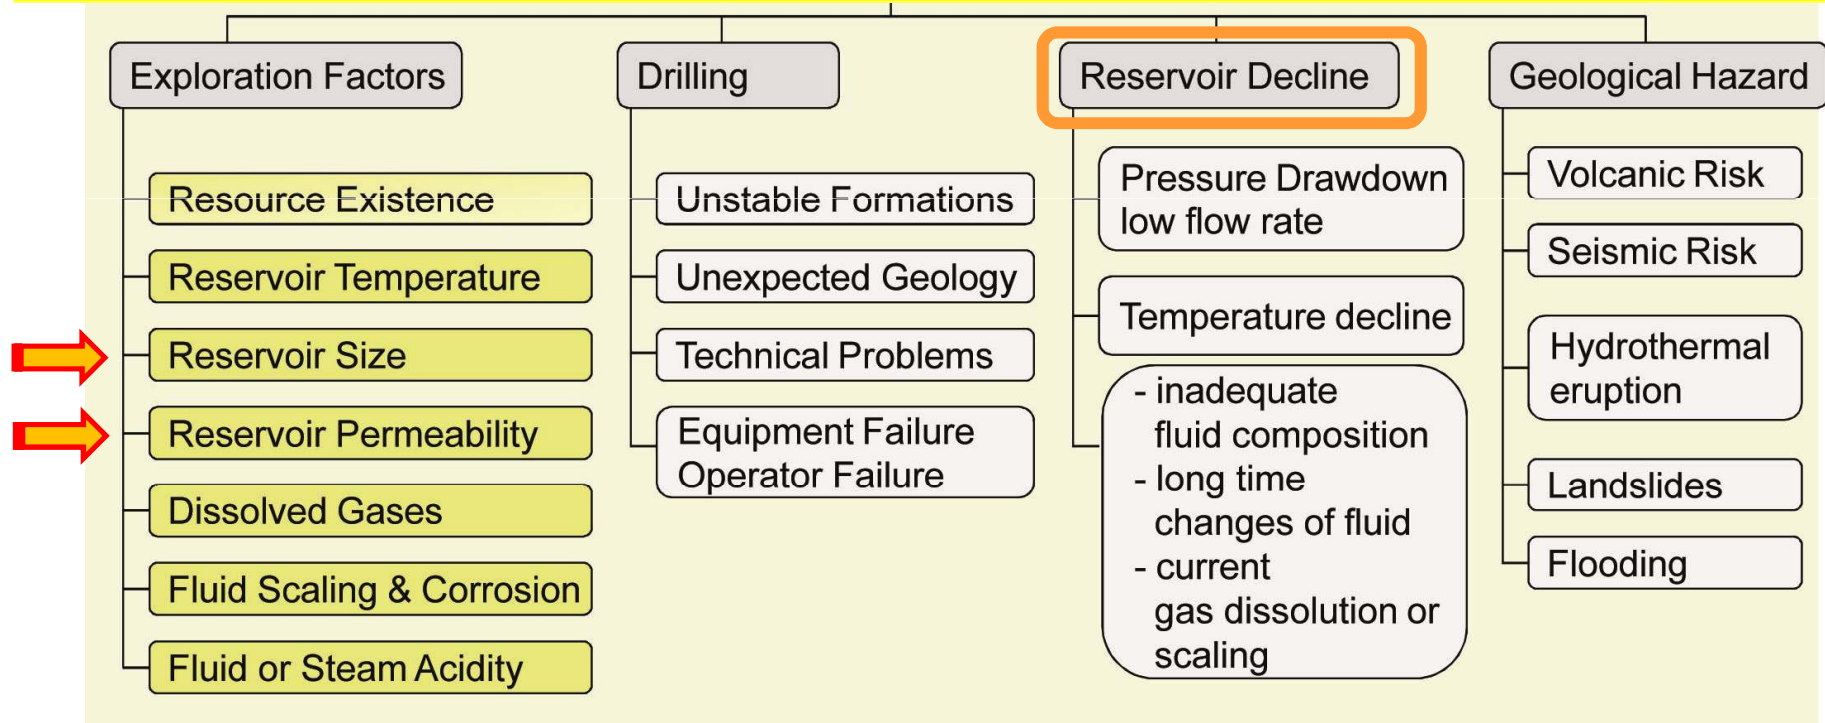 Exploration Factors
Resource Existence
Reservoir Temperature
Reservoir Size
Reservoir Permeability
Dissolved Gases
Fluid Scaling & Corrosion
Fluid or Steam Acidity
Drilling
Unstable Formations
Unexpected Geology
Technical Problems
Equipment Failure
Operator Failure
Reservoir Decline
Pressure Drawdown
low flow rate
Temperature decline
- inadequate
fluid composition
- long time
changes of fluid
- current
gas dissolution or
scaling
Geological Hazard
Volcanic Risk
Seismic Risk
Hydrothermal
eruption
Landslides
Flooding